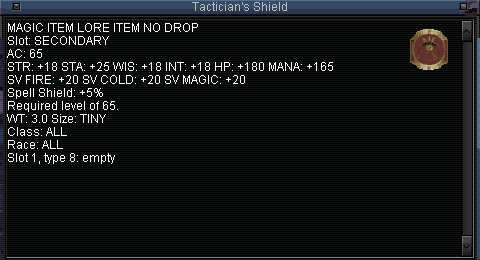 Tactician's Shield
MAGIC ITEM LORE ITEM NO DROP
Slot: SECONDARY
AC: 65
STR: +18 STA: +25 WIS: +18 INT: +18 HP: +180 MANA: +165
SV FIRE: +20 SV COLD: +20 SV MAGIC: +20
Spell Shield: +5%
Required level of 65.
WT: 3.0 Size: TINY
Class: ALL
Race: ALL
Slot 1, type 8: empty